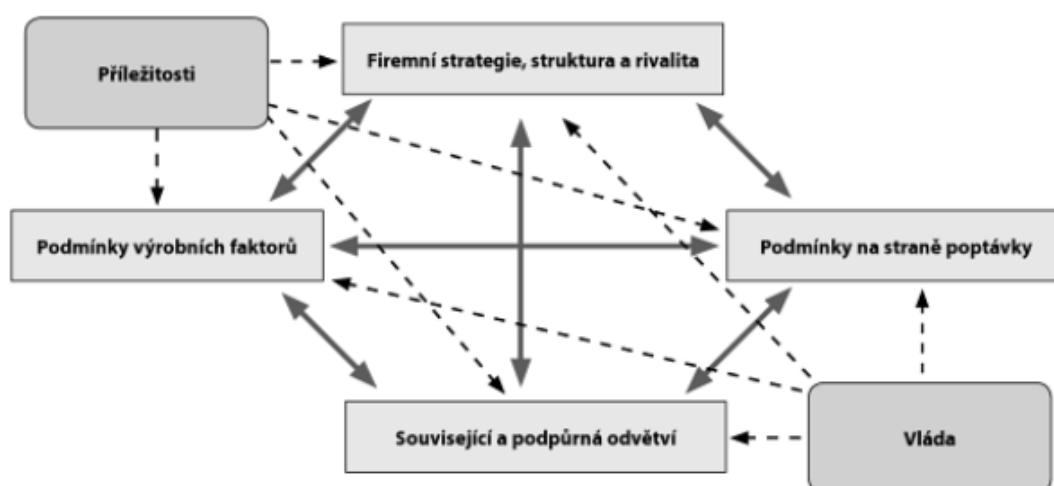 Příležitosti
Firemní strategie, struktura a rivalita
Podmínky výrobních faktorů
Podmínky na straně poptávky
Související a podpůrná odvětví
Vláda